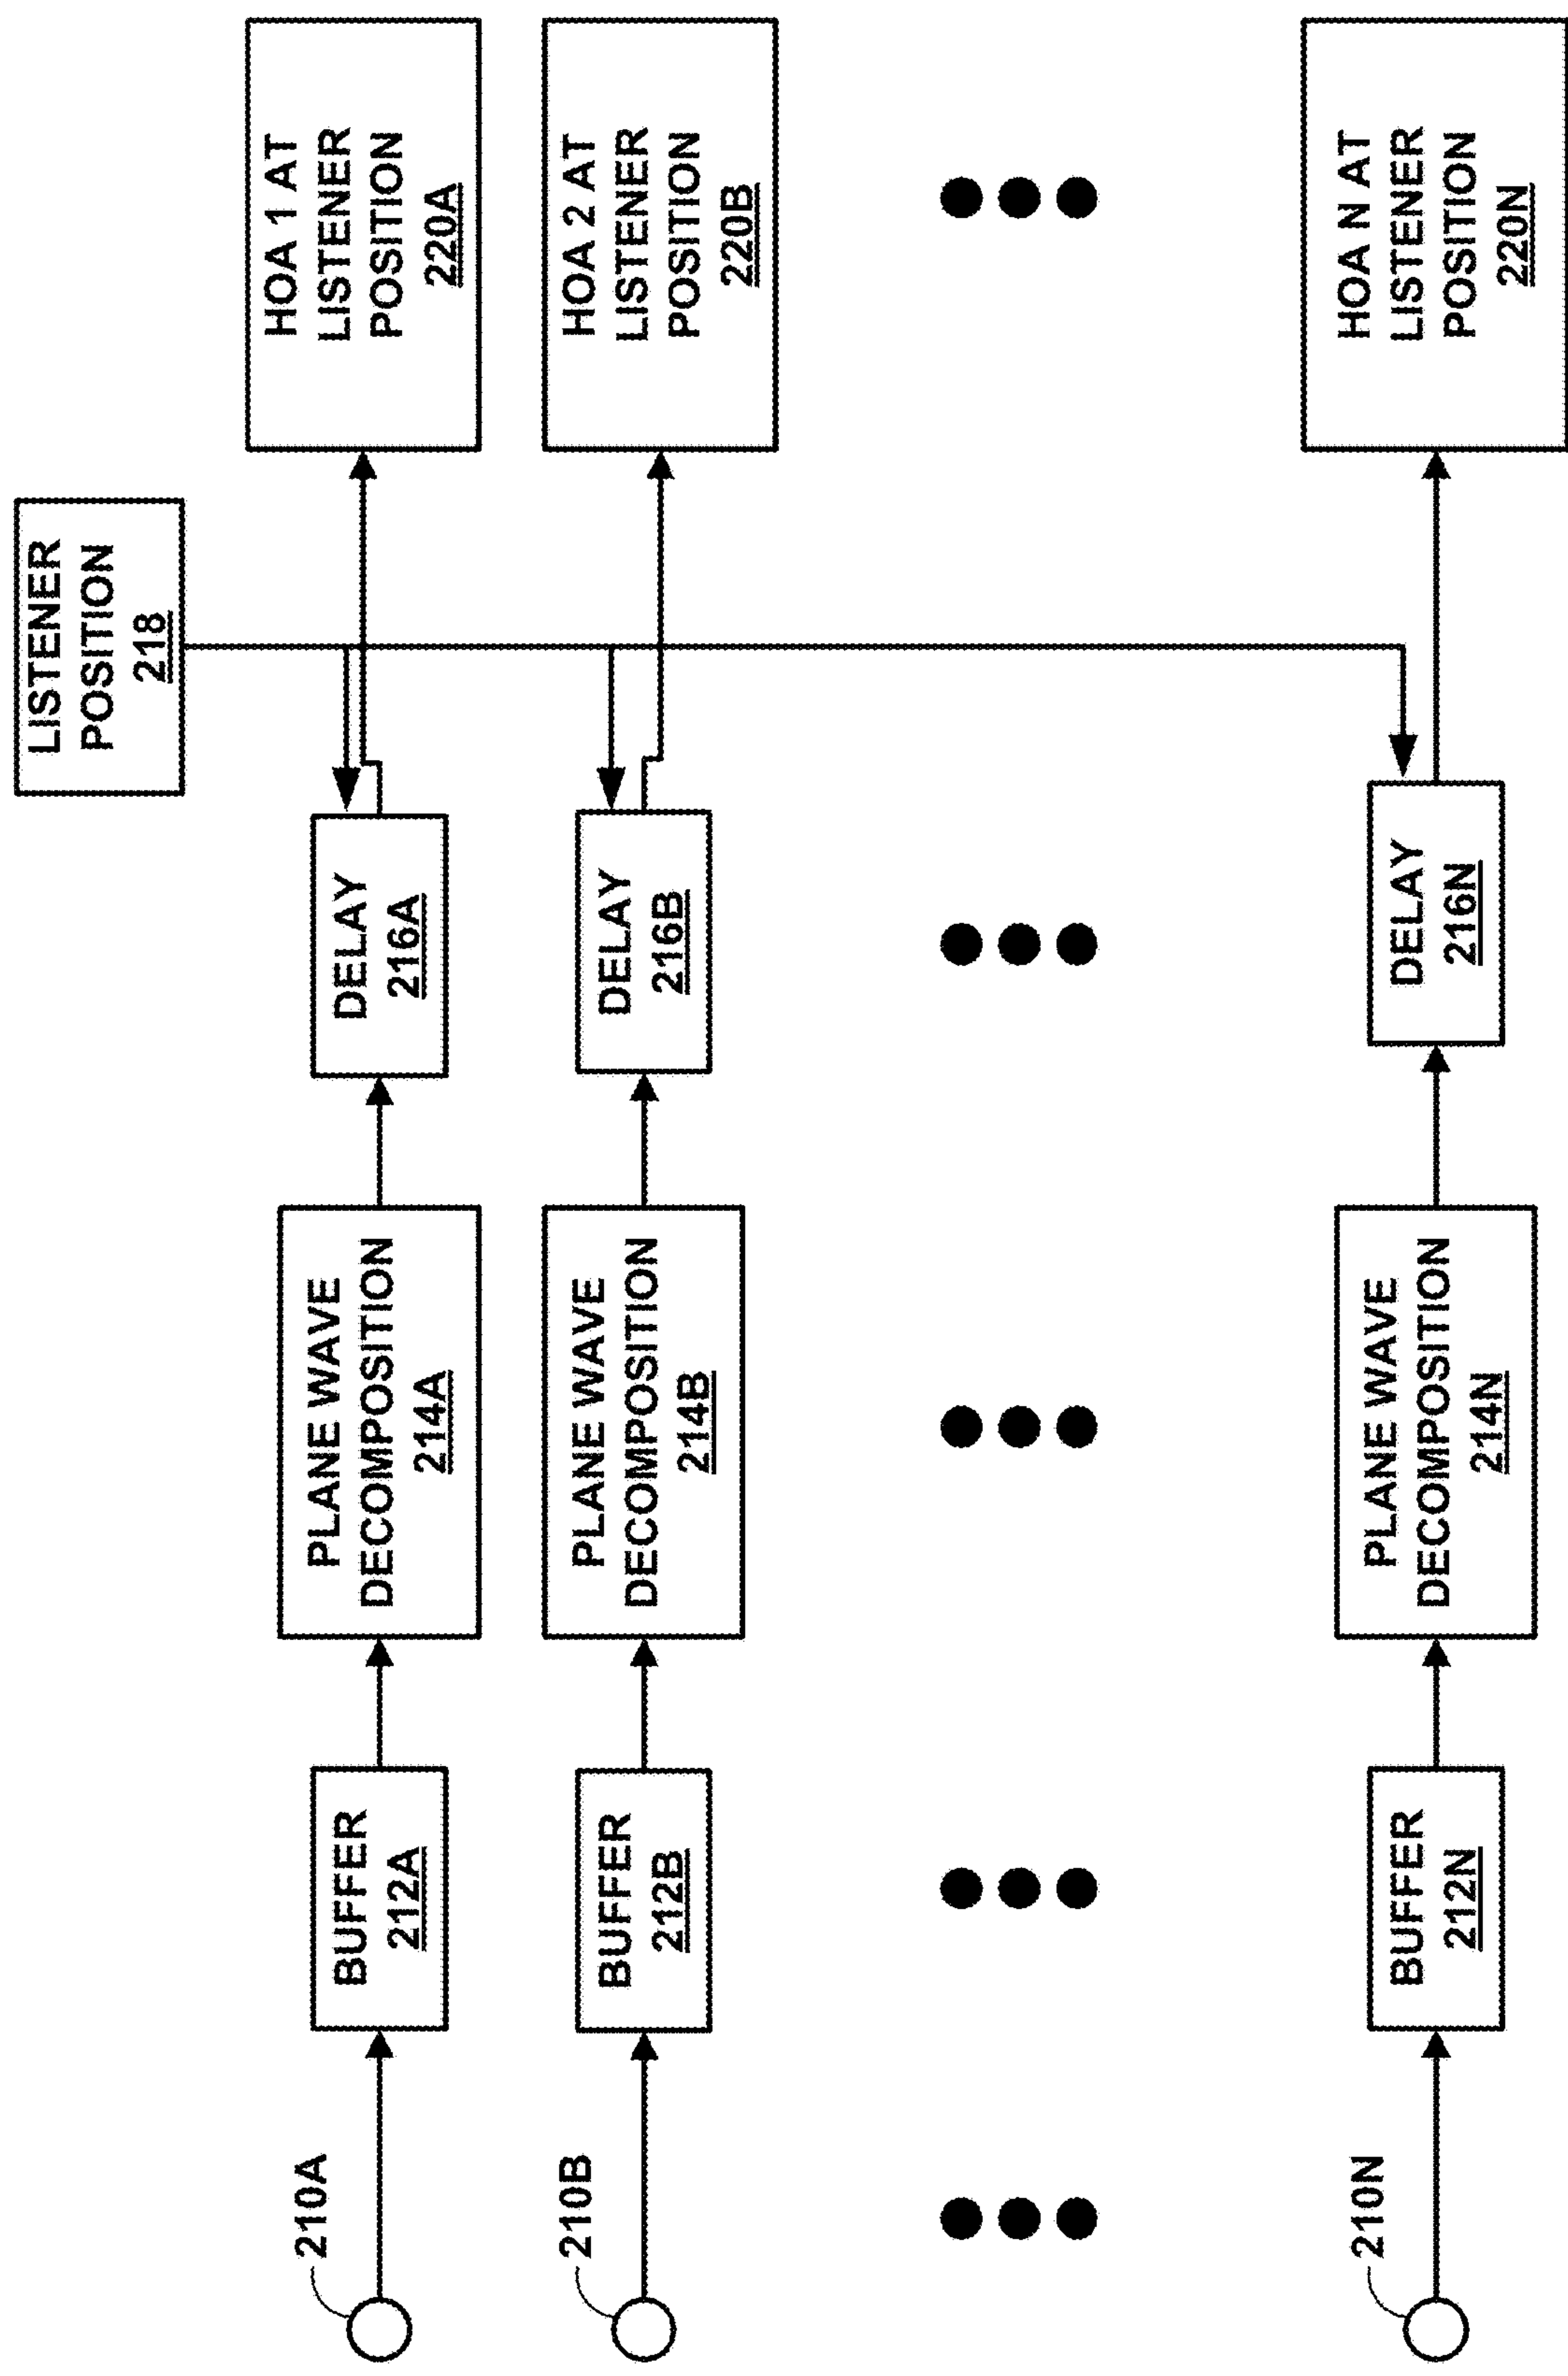 LISTENER
POSITION
218
210A
BUFFER
212A
PLANE WAVE
DECOMPOSITION
214A
DELAY
216A
HOA 1 AT
LISTENER
POSITION
220A
210B
BUFFER
212B
PLANE WAVE
DECOMPOSITION
214B
DELAY
216B
HOA 2 AT
LISTENER
POSITION
220B
210N
BUFFER
212N
PLANE WAVE
DECOMPOSITION
214N
DELAY
216N
HOA N AT
LISTENER
POSITION
220N